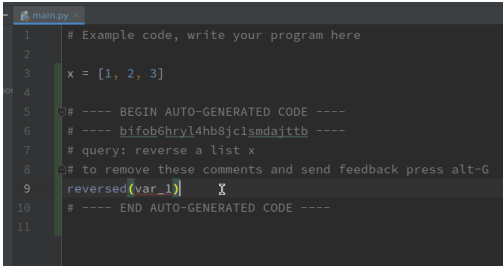 main.py
1 # Example code, write your program here
2
3 x = [1, 2, 3]
4
5 # ---- BEGIN AUTO-GENERATED CODE ----
6 # ---- bifob6hryl4hb8jc1smdajttb ----
7 # query: reverse a list x
8 # to remove these comments and send feedback press alt-G
9 reversed(var_1)
10 # ---- END AUTO-GENERATED CODE ----
11